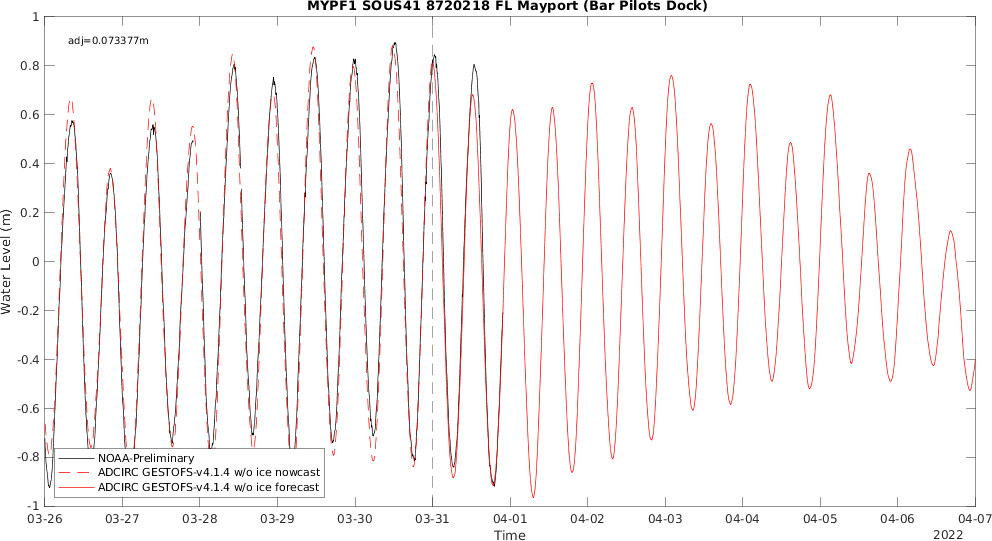 MYPF1 SOUS41 8720218 FL Mayport (Bar Pilots Dock)
adj=0.073377m
1
0.8
0.6
0.4
0.2
0
-0.2
-0.4
-0.6
-0.8
-1
Water Level (m)
NOAA-Preliminary
ADCIRC GESTOFS-v4.1.4 w/o ice nowcast
ADCIRC GESTOFS-v4.1.4 w/o ice forecast
03-26 03-27 03-28 03-29 03-30 03-31 04-01 04-02 04-03 04-04 04-05 04-06 04-07
Time
2022